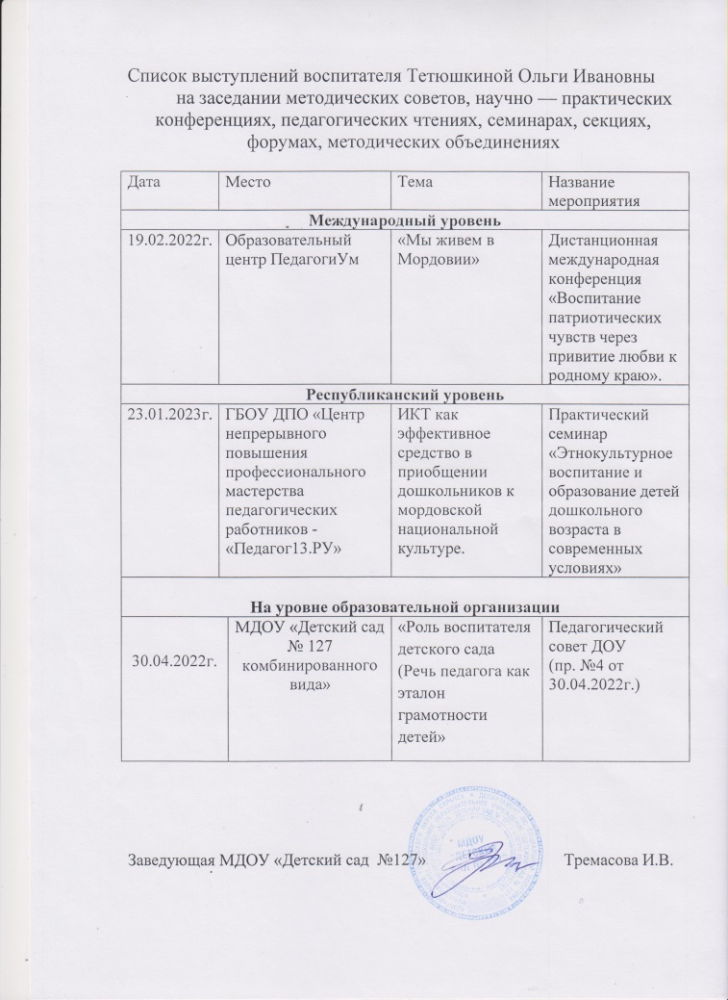 Список выступлений воспитателя Тетюшкиной Ольги Ивановны
на заседании методических советов, научно — практических
конференциях, педагогических чтениях, семинарах, секциях,
форумах, методических объединениях
Дата Место Тема Название
мероприятия
Международный уровень
19.02.2022г. Образовательный
центр ПедагогиУм
«Мы живем в
Мордовии»
Дистанционная
международная
конференция
«Воспитание
патриотических
чувств через
привитие любви к
родному краю».
Республиканский уровень
23.01.2023г. ГБОУ ДПО «Центр
непрерывного
повышения
профессионального
мастерства
педагогических
работников -
«Педагог13.РУ»
ИКТ как
эффективное
средство в
приобщении
дошкольников к
мордовской
национальной
культуре.
Практический
семинар
«Этнокультурное
воспитание и
образование детей
дошкольного
возраста в
современных
условиях»
На уровне образовательной организации
30.04.2022г.
МДОУ «Детский сад
№ 127
комбинированного
вида»
«Роль воспитателя
детского сада
(Речь педагога как
эталон
грамотности
детей»
Педагогический
совет ДОУ
(пр. №4 от
30.04.2022г.)
Заведующая МДОУ «Детский сад №127» Тремасова И.В.
МДОУ